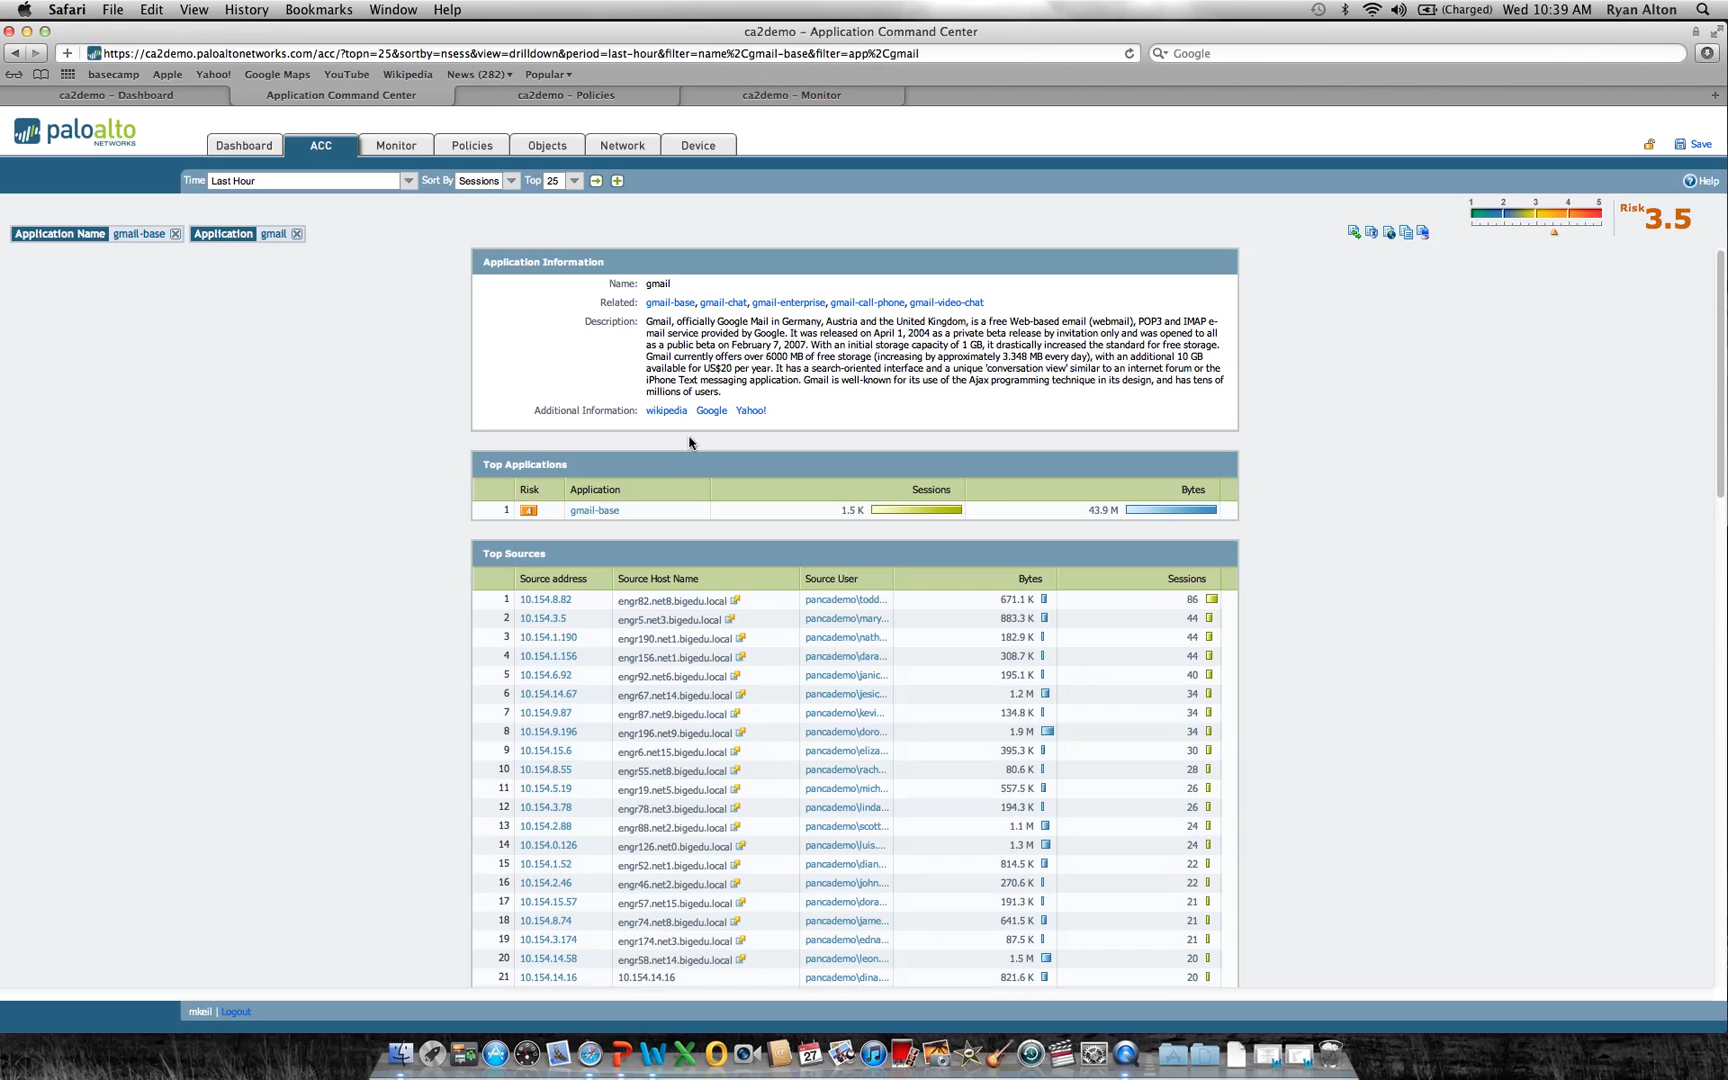 Safari File Edit View History Bookmarks Window Help (Charged) Wed 10:39 AM Ryan Alton
ca2demo – Application Command Center
https://ca2demo.paloaltonetworks.com/acc/?topn=25&sortby=nsess&view=drilldown&period=last-hour&filter=name%2Cgmail-base&filter=app%2Cgmail Google
basecamp Apple Yahoo! Google Maps YouTube Wikipedia News (282) Popular
ca2demo – Dashboard Application Command Center ca2demo – Policies ca2demo – Monitor
paloalto
NETWORKS
Dashboard ACC Monitor Policies Objects Network Device Save
Time Last Hour Sort By Sessions Top 25 Help
1 2 3 4 5 Risk 3.5
Application Name gmail-base Application gmail
Application Information
Name: gmail
Related: gmail-base, gmail-chat, gmail-enterprise, gmail-call-phone, gmail-video-chat
Description: Gmail, officially Google Mail in Germany, Austria and the United Kingdom, is a free Web-based email (webmail), POP3 and IMAP e-
mail service provided by Google. It was released on April 1, 2004 as a private beta release by invitation only and was opened to all
as a public beta on February 7, 2007. With an initial storage capacity of 1 GB, it drastically increased the standard for free storage.
Gmail currently offers over 6000 MB of free storage (increasing by approximately 3.348 MB every day), with an additional 10 GB
available for US$20 per year. It has a search-oriented interface and a unique 'conversation view' similar to an internet forum or the
iPhone Text messaging application. Gmail is well-known for its use of the Ajax programming technique in its design, and has tens of
millions of users.
Additional Information: wikipedia Google Yahoo!
Top Applications
Risk Application Sessions Bytes
1 4 gmail-base 1.5 K 43.9 M
Top Sources
Source address Source Host Name Source User Bytes Sessions
1 10.154.8.82 engr82.net8.bigedu.local pancademo\todd... 671.1 K 86
2 10.154.3.5 engr5.net3.bigedu.local pancademo\mary... 883.3 K 44
3 10.154.1.190 engr190.net1.bigedu.local pancademo\nath... 182.9 K 44
4 10.154.1.156 engr156.net1.bigedu.local pancademo\dara... 308.7 K 44
5 10.154.6.92 engr92.net6.bigedu.local pancademo\janic... 195.1 K 40
6 10.154.14.67 engr67.net14.bigedu.local pancademo\jesic... 1.2 M 34
7 10.154.9.87 engr87.net9.bigedu.local pancademo\kevi... 134.8 K 34
8 10.154.9.196 engr196.net9.bigedu.local pancademo\doro... 1.9 M 34
9 10.154.15.6 engr6.net15.bigedu.local pancademo\eliza... 395.3 K 30
10 10.154.8.55 engr55.net8.bigedu.local pancademo\rach... 80.6 K 28
11 10.154.5.19 engr19.net5.bigedu.local pancademo\mich... 557.5 K 26
12 10.154.3.78 engr78.net3.bigedu.local pancademo\linda... 194.3 K 26
13 10.154.2.88 engr88.net2.bigedu.local pancademo\scott... 1.1 M 24
14 10.154.0.126 engr126.net0.bigedu.local pancademo\luis.... 1.3 M 24
15 10.154.1.52 engr52.net1.bigedu.local pancademo\dian... 814.5 K 22
16 10.154.2.46 engr46.net2.bigedu.local pancademo\john.... 270.6 K 22
17 10.154.15.57 engr57.net15.bigedu.local pancademo\dora... 191.3 K 21
18 10.154.8.74 engr74.net8.bigedu.local pancademo\jame... 641.5 K 21
19 10.154.3.174 engr174.net3.bigedu.local pancademo\edna... 87.5 K 21
20 10.154.14.58 engr58.net14.bigedu.local pancademo\leon.... 1.5 M 20
21 10.154.14.16 10.154.14.16 pancademo\dina... 821.6 K 20
mkeil | Logout
27